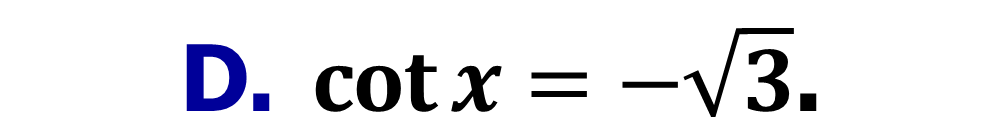 D. cot x = −√3.